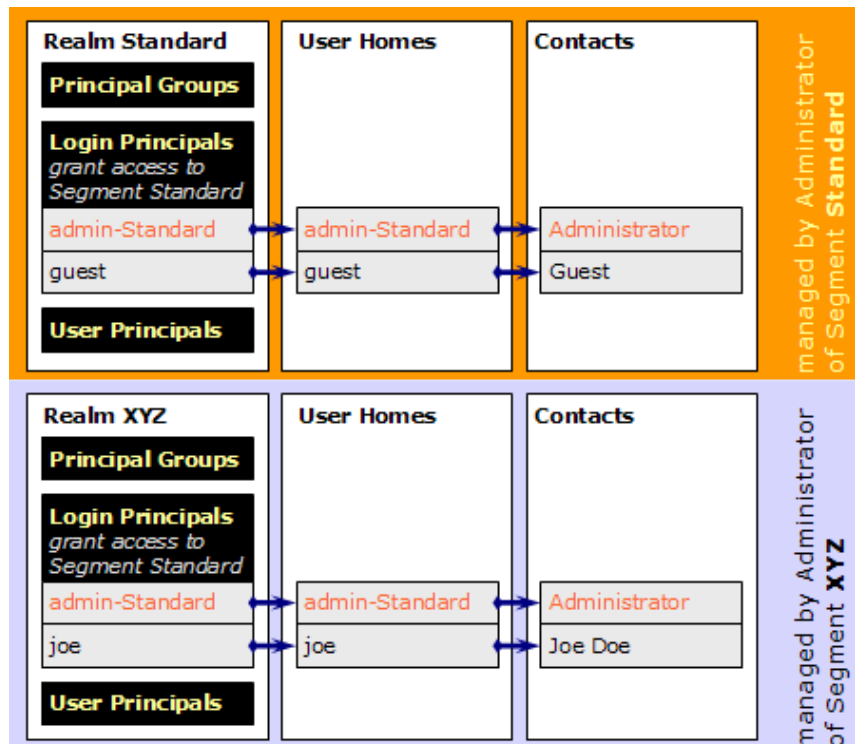 Realm Standard
User Homes
Contacts
Principal Groups
Login Principals
grant access to
Segment Standard
admin-Standard
admin-Standard
Administrator
guest
guest
Guest
User Principals
managed by Administrator
of Segment Standard
Realm XYZ
User Homes
Contacts
Principal Groups
Login Principals
grant access to
Segment Standard
admin-Standard
admin-Standard
Administrator
joe
joe
Joe Doe
User Principals
managed by Administrator
of Segment XYZ